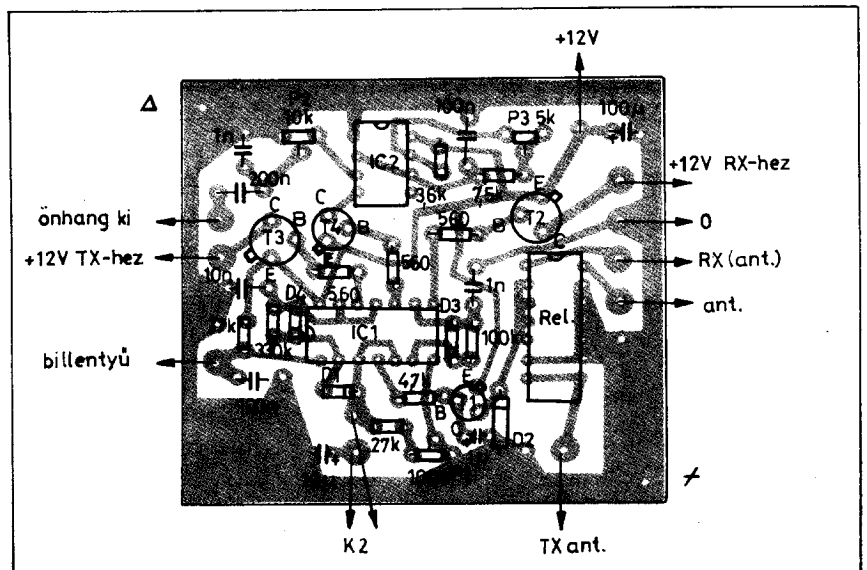 +12V
Δ
10k
100n
P3 5k
100µ
1n
IC2
+12V RX-hez
36k
75k
E
C
C
T2
önhang ki
B
T4
B
560
B
0
T3
C
+12V TX-hez
RX (ant.)
10n
E
560
560
1n
D4
D3
ant.
Rel.
IC1
330k
100k
billentyű
47k
E
B
T1
27k
D2
K2
TX ant.